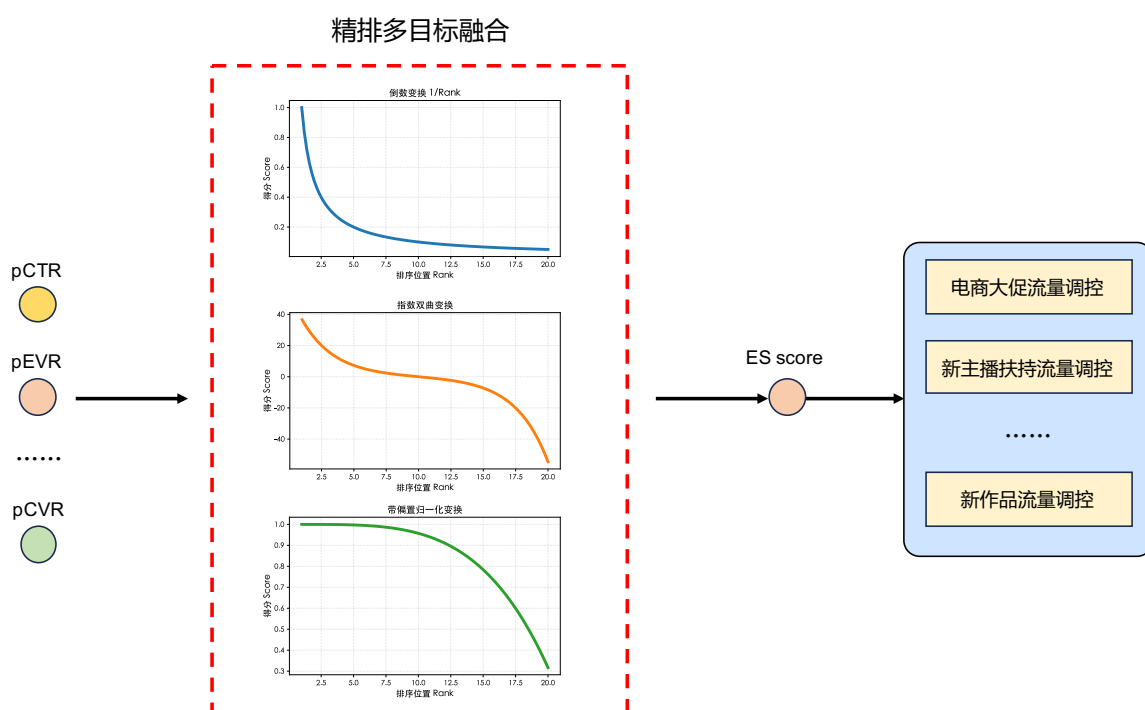 精排多目标融合
pCTR
pEVR
……
pCVR
倒数变换 1/Rank
得分 Score
1.0
0.8
0.6
0.4
0.2
2.5 5.0 7.5 10.0 12.5 15.0 17.5 20.0
排序位置 Rank
指数双曲变换
得分 Score
40
20
0
-20
-40
2.5 5.0 7.5 10.0 12.5 15.0 17.5 20.0
排序位置 Rank
带偏置归一化变换
得分 Score
1.0
0.9
0.8
0.7
0.6
0.5
0.4
0.3
2.5 5.0 7.5 10.0 12.5 15.0 17.5 20.0
排序位置 Rank
ES score
电商大促流量调控
新主播扶持流量调控
……
新作品流量调控